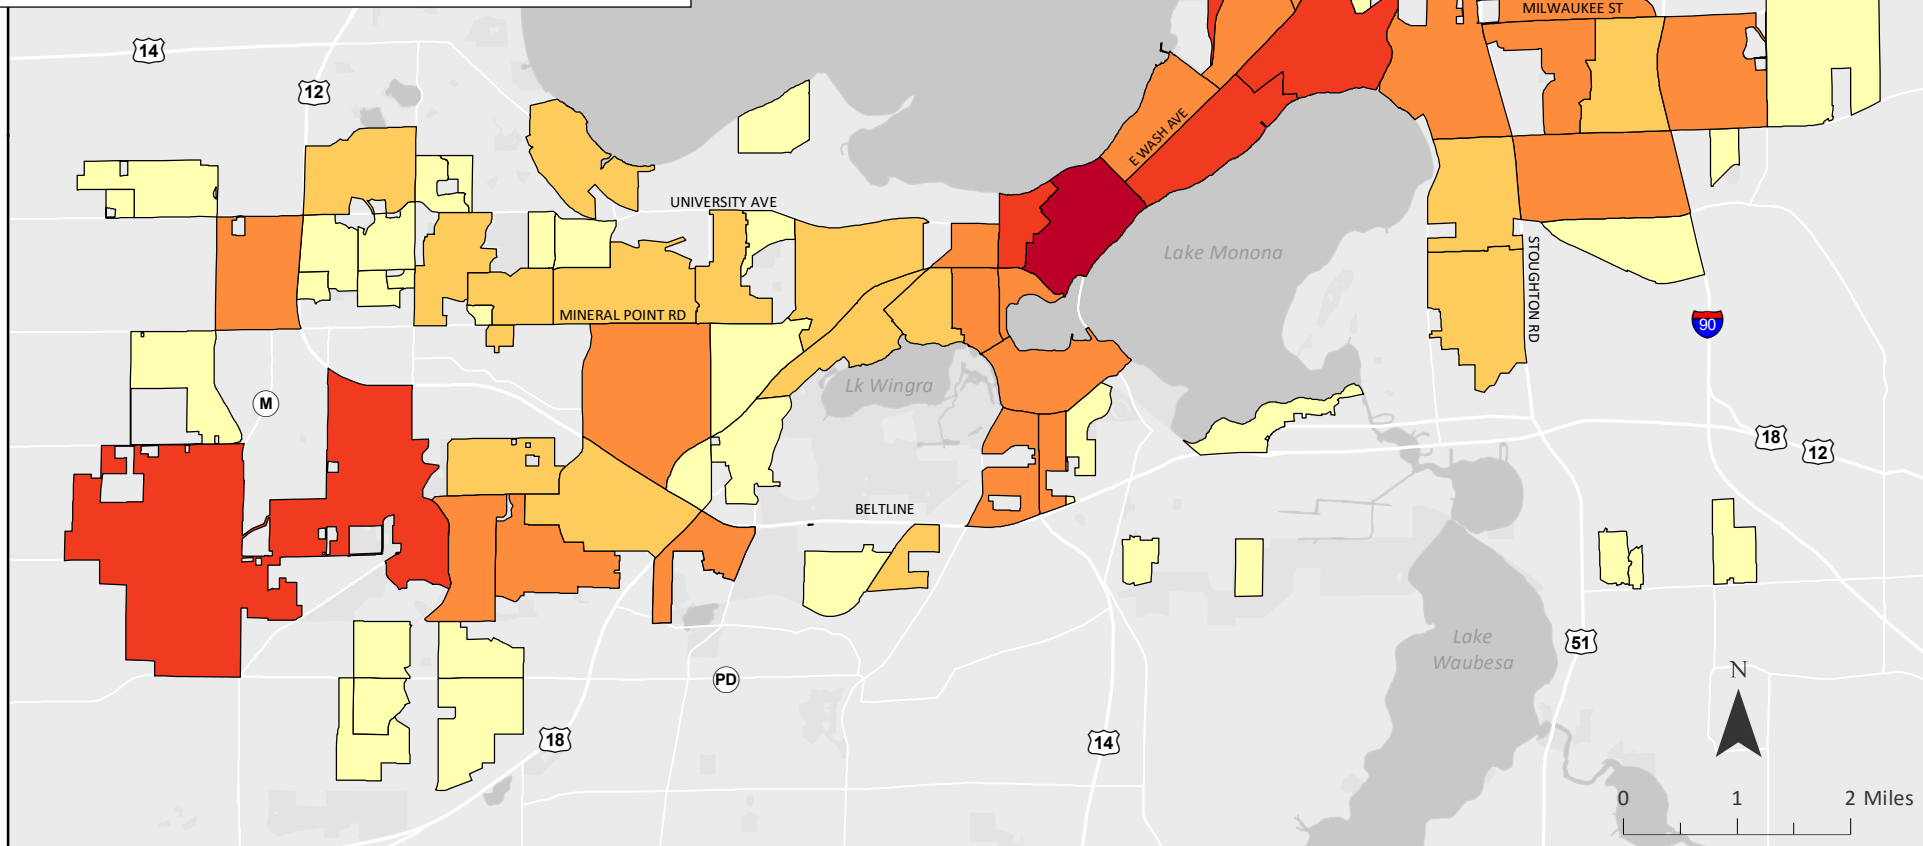 MILWAUKEE ST
14
12
E WASH AVE
UNIVERSITY AVE
Lake Monona
STOUGHTON RD
MINERAL POINT RD
90
Lk Wingra
M
18
12
BELTLINE
Lake
Waubesa
51
N
PD
18
14
0 1 2 Miles